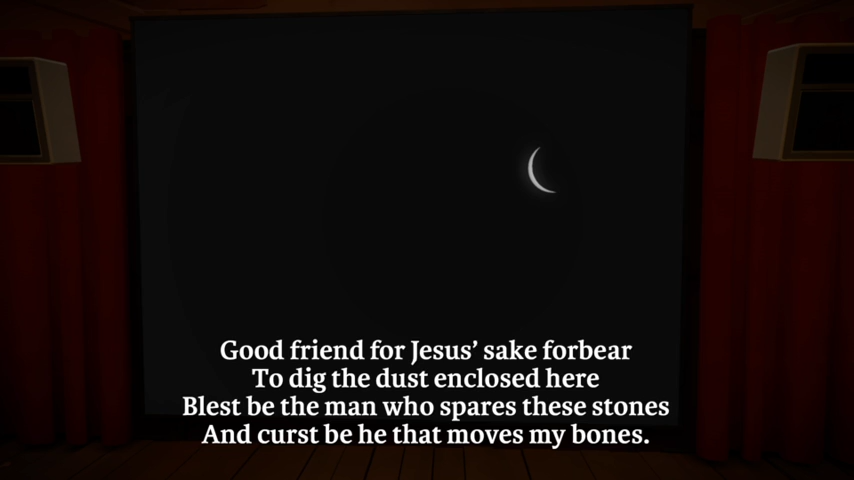 Good friend for Jesus’ sake forbear
To dig the dust enclosed here
Blest be the man who spares these stones
And curst be he that moves my bones.